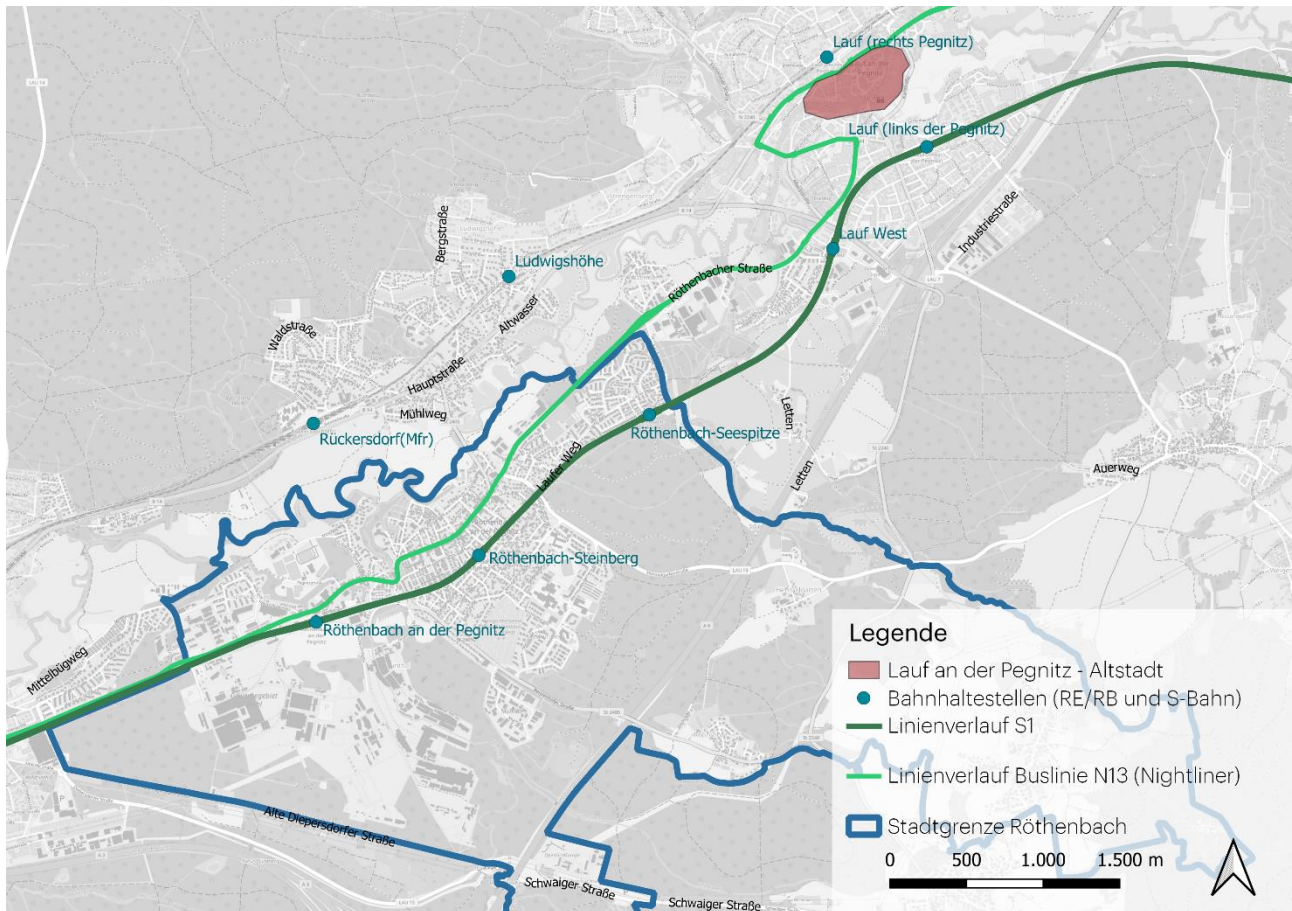 Lauf (rechts Pegnitz)
Lauf (links der Pegnitz)
Industriestraße
Lauf West
Bergstraße
Ludwigshöhe
Röthenbacher Straße
Altwasser
Waldstraße
Hauptstraße
Mühlweg
Rückersdorf(Mfr)
Letten
Röthenbach-Seespitze
Laufer Weg
Letten
Auerweg
Röthenbach-Steinberg
Röthenbach an der Pegnitz
Mittelbügweg
Alte Diepersdorfer Straße
Schwaiger Straße
Schwaiger Straße
Legende
Lauf an der Pegnitz - Altstadt
Bahnhaltestellen (RE/RB und S-Bahn)
Linienverlauf S1
Linienverlauf Buslinie N13 (Nightliner)
Stadtgrenze Röthenbach
0 500 1.000 1.500 m